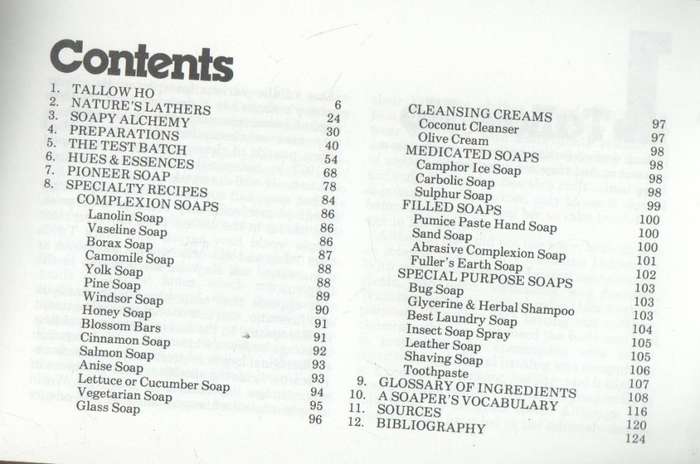 Contents
1. TALLOW HO 6
2. NATURE'S LATHERS 24
3. SOAPY ALCHEMY 30
4. PREPARATIONS 40
5. THE TEST BATCH 54
6. HUES & ESSENCES 68
7. PIONEER SOAP 78
8. SPECIALTY RECIPES 84
COMPLEXION SOAPS 86
Lanolin Soap 86
Vaseline Soap 86
Borax Soap 87
Camomile Soap 88
Yolk Soap 88
Pine Soap 89
Windsor Soap 90
Honey Soap 91
Blossom Bars 91
Cinnamon Soap 92
Salmon Soap 93
Anise Soap 93
Lettuce or Cucumber Soap 94
Vegetarian Soap 95
Glass Soap 96
CLEANSING CREAMS 97
Coconut Cleanser 97
Olive Cream 98
MEDICATED SOAPS 98
Camphor Ice Soap 98
Carbolic Soap 98
Sulphur Soap 99
FILLED SOAPS 100
Pumice Paste Hand Soap 100
Sand Soap 100
Abrasive Complexion Soap 101
Fuller's Earth Soap 102
SPECIAL PURPOSE SOAPS 103
Bug Soap 103
Glycerine & Herbal Shampoo 103
Best Laundry Soap 104
Insect Soap Spray 105
Leather Soap 105
Shaving Soap 106
Toothpaste 107
9. GLOSSARY OF INGREDIENTS 108
10. A SOAPER'S VOCABULARY 116
11. SOURCES 120
12. BIBLIOGRAPHY 124